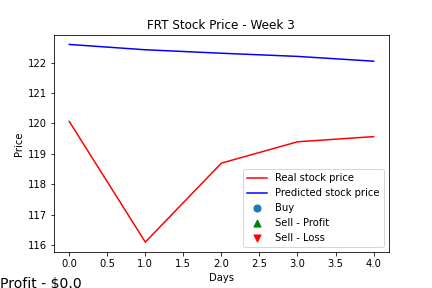 FRT Stock Price - Week 3
Price
122
121
120
119
118
117
116
Real stock price
Predicted stock price
Buy
Sell - Profit
Sell - Loss
0.0 0.5 1.0 1.5 2.0 2.5 3.0 3.5 4.0
Days
Profit - $0.0